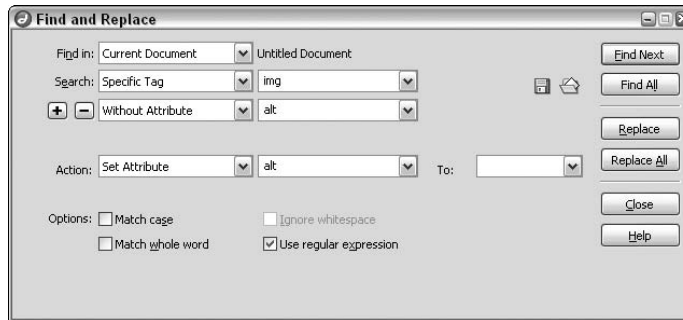 Find and Replace
Find in: Current Document Untitled Document Find Next
Search: Specific Tag img Find All
Without Attribute alt
Replace
Action: Set Attribute alt To: Replace All
Options: Match case Ignore whitespace Close
Match whole word Use regular expression Help